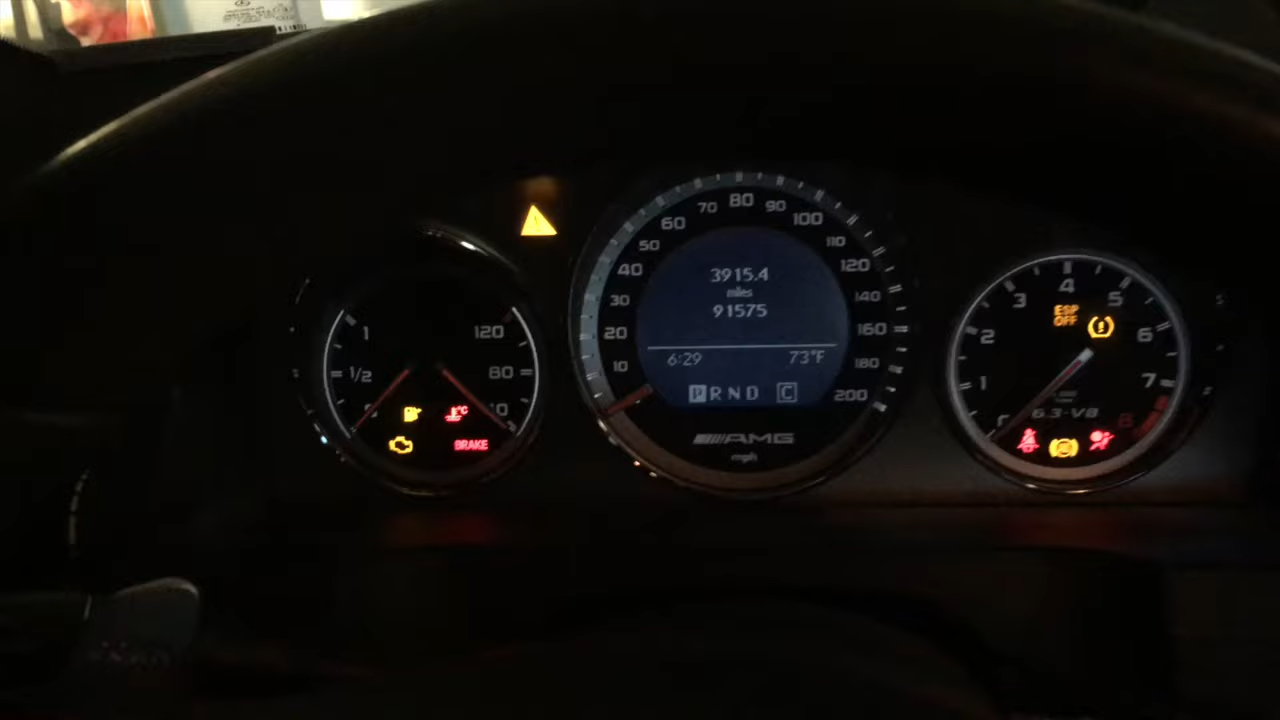 80
70 90
60 100
50 110
40 120
30 140
20 160
10 180
200
3915.4
miles
91575
6:29 73°F
P R N D C
AMG
mph
1 120
1/2 80
°C
BRAKE
4
3 5
2 6
1 7
ESP
OFF
6.3-V8
8